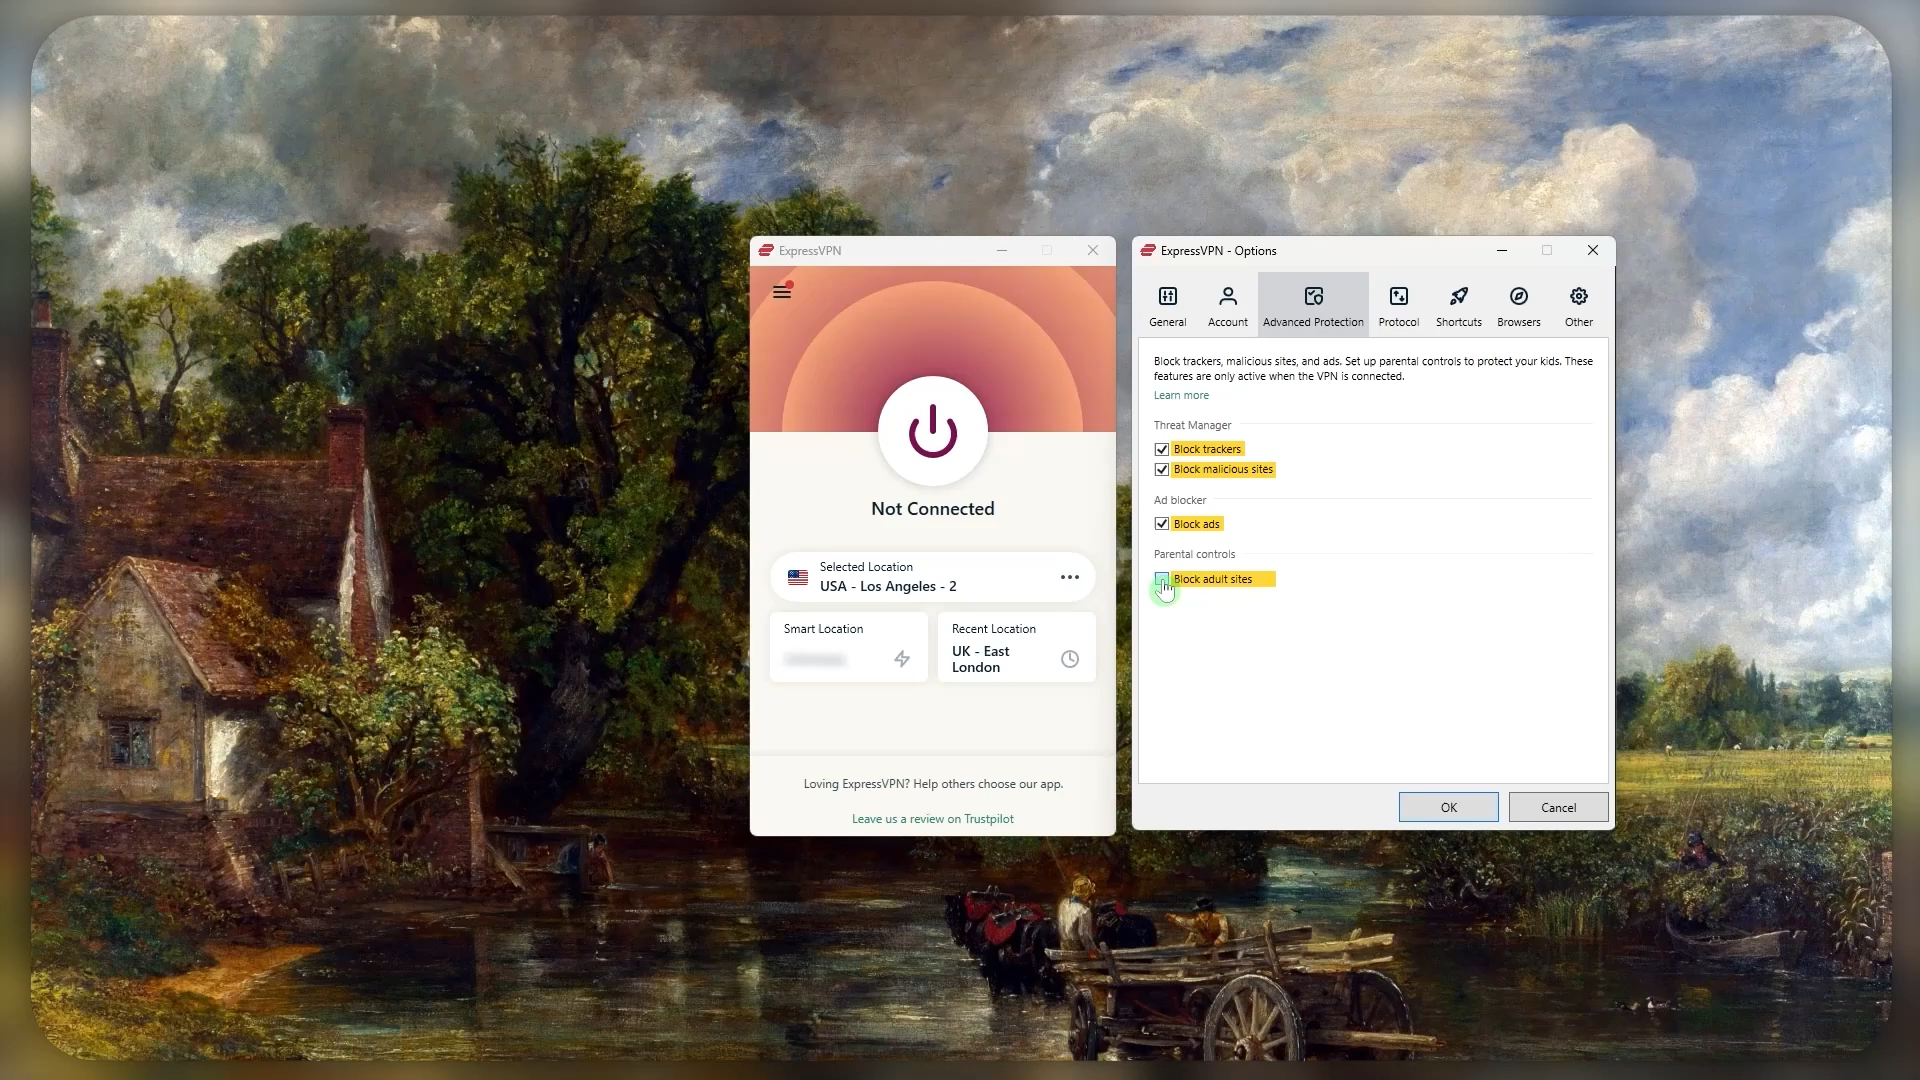 ExpressVPN
Not Connected
Selected Location
USA - Los Angeles - 2
Smart Location
Recent Location
UK - East
London
Loving ExpressVPN? Help others choose our app.
Leave us a review on Trustpilot
ExpressVPN - Options
General
Account
Advanced Protection
Protocol
Shortcuts
Browsers
Other
Block trackers, malicious sites, and ads. Set up parental controls to protect your kids. These
features are only active when the VPN is connected.
Learn more
Threat Manager
Block trackers
Block malicious sites
Ad blocker
Block ads
Parental controls
Block adult sites
OK
Cancel